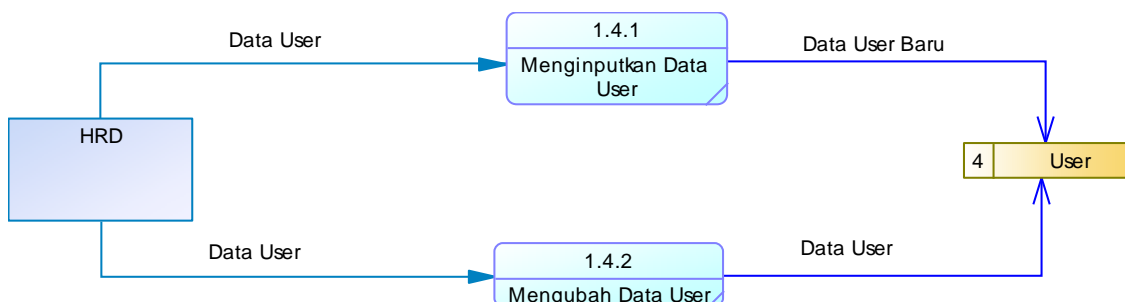 Data User
1.4.1
Menginputkan Data
User
Data User Baru
HRD
4 User
Data User
1.4.2
Mengubah Data User
Data User